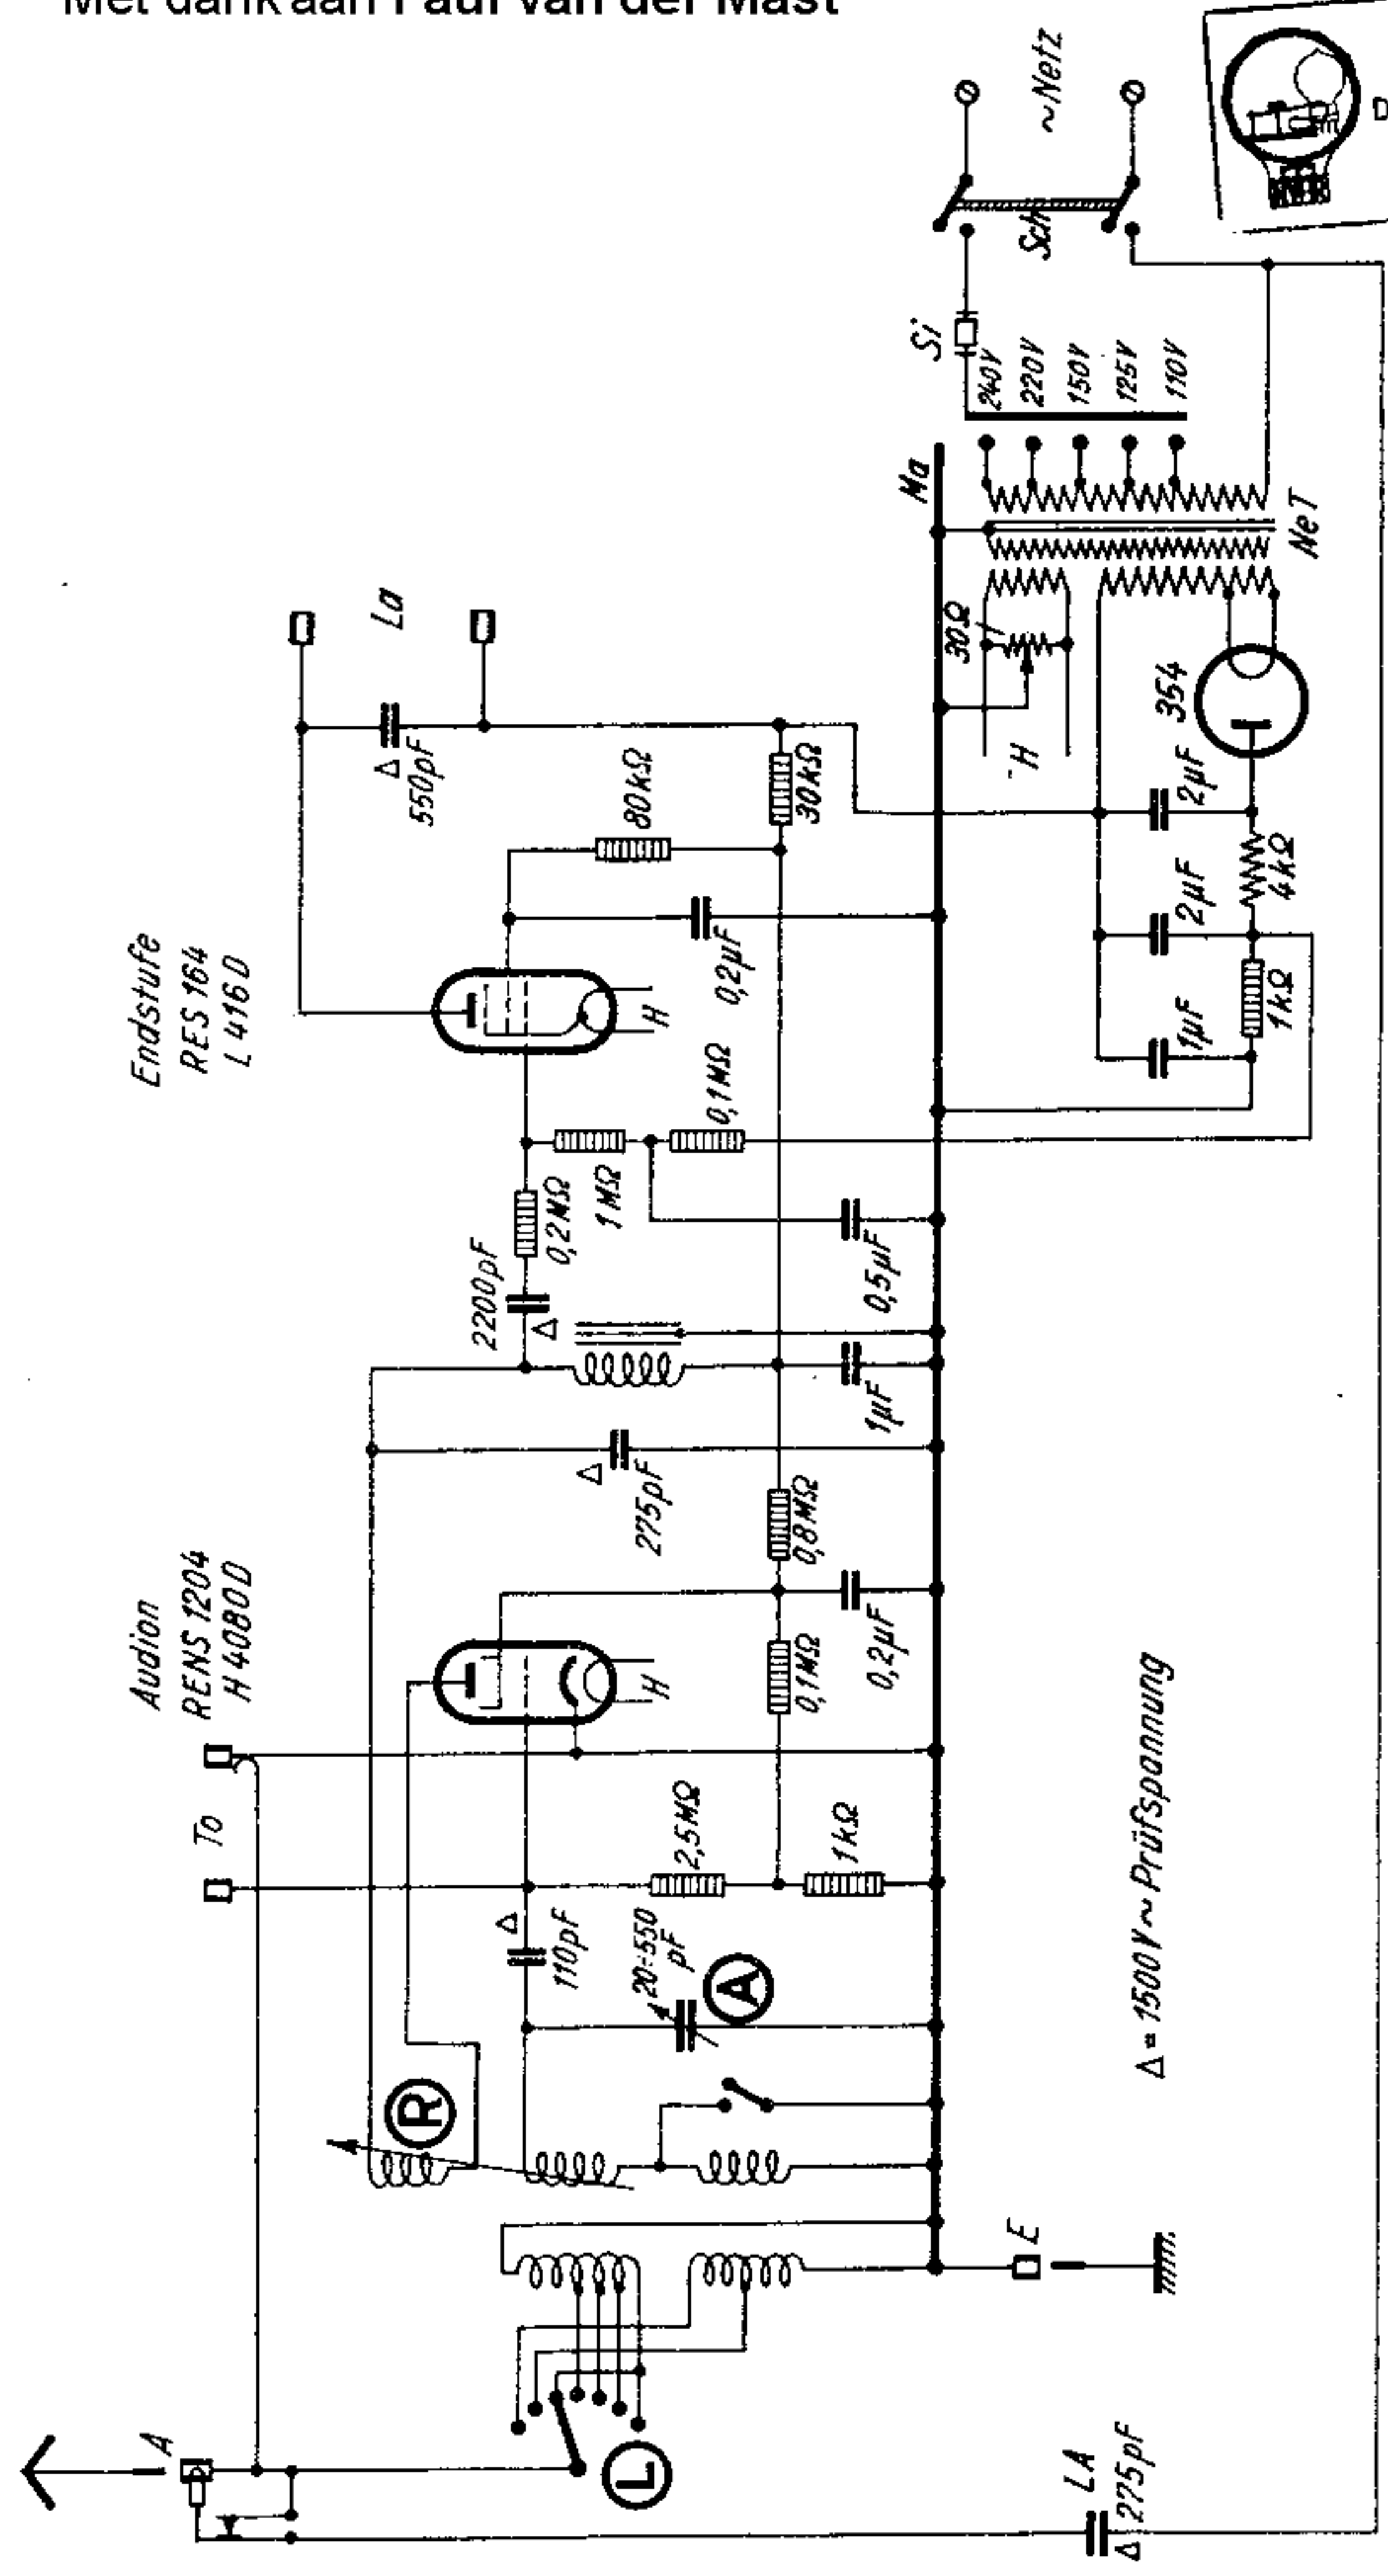 Met dank aan Paul van der Mast
~Netz
Sch
Si
240V
220V
150V
125V
110V
Ma
NeT
30Ω
H
354
2µF
4kΩ
2µF
1kΩ
1µF
La
Δ
550pF
80kΩ
30kΩ
Endstufe
RES 164
L 416 D
H
0,2µF
0,1MΩ
1MΩ
0,2MΩ
2200pF
Δ
0,5µF
1µF
Δ
275pF
0,8MΩ
Audion
RENS 1204
H 4080 D
H
0,1MΩ
0,2µF
To
2,5MΩ
1kΩ
Δ
110pF
20÷550
pF
A
R
Δ = 1500V~ Prüfspannung
E
A
L
LA
Δ 275pF
D